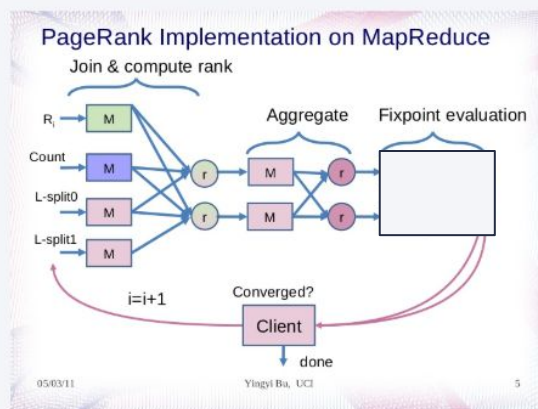 PageRank Implementation on MapReduce
Join & compute rank
Aggregate
Fixpoint evaluation
Ri
M
Count
M
r
M
r
L-split0
M
r
M
r
L-split1
M
i=i+1
Converged?
Client
done
05/03/11
Yingyi Bu, UCI
5